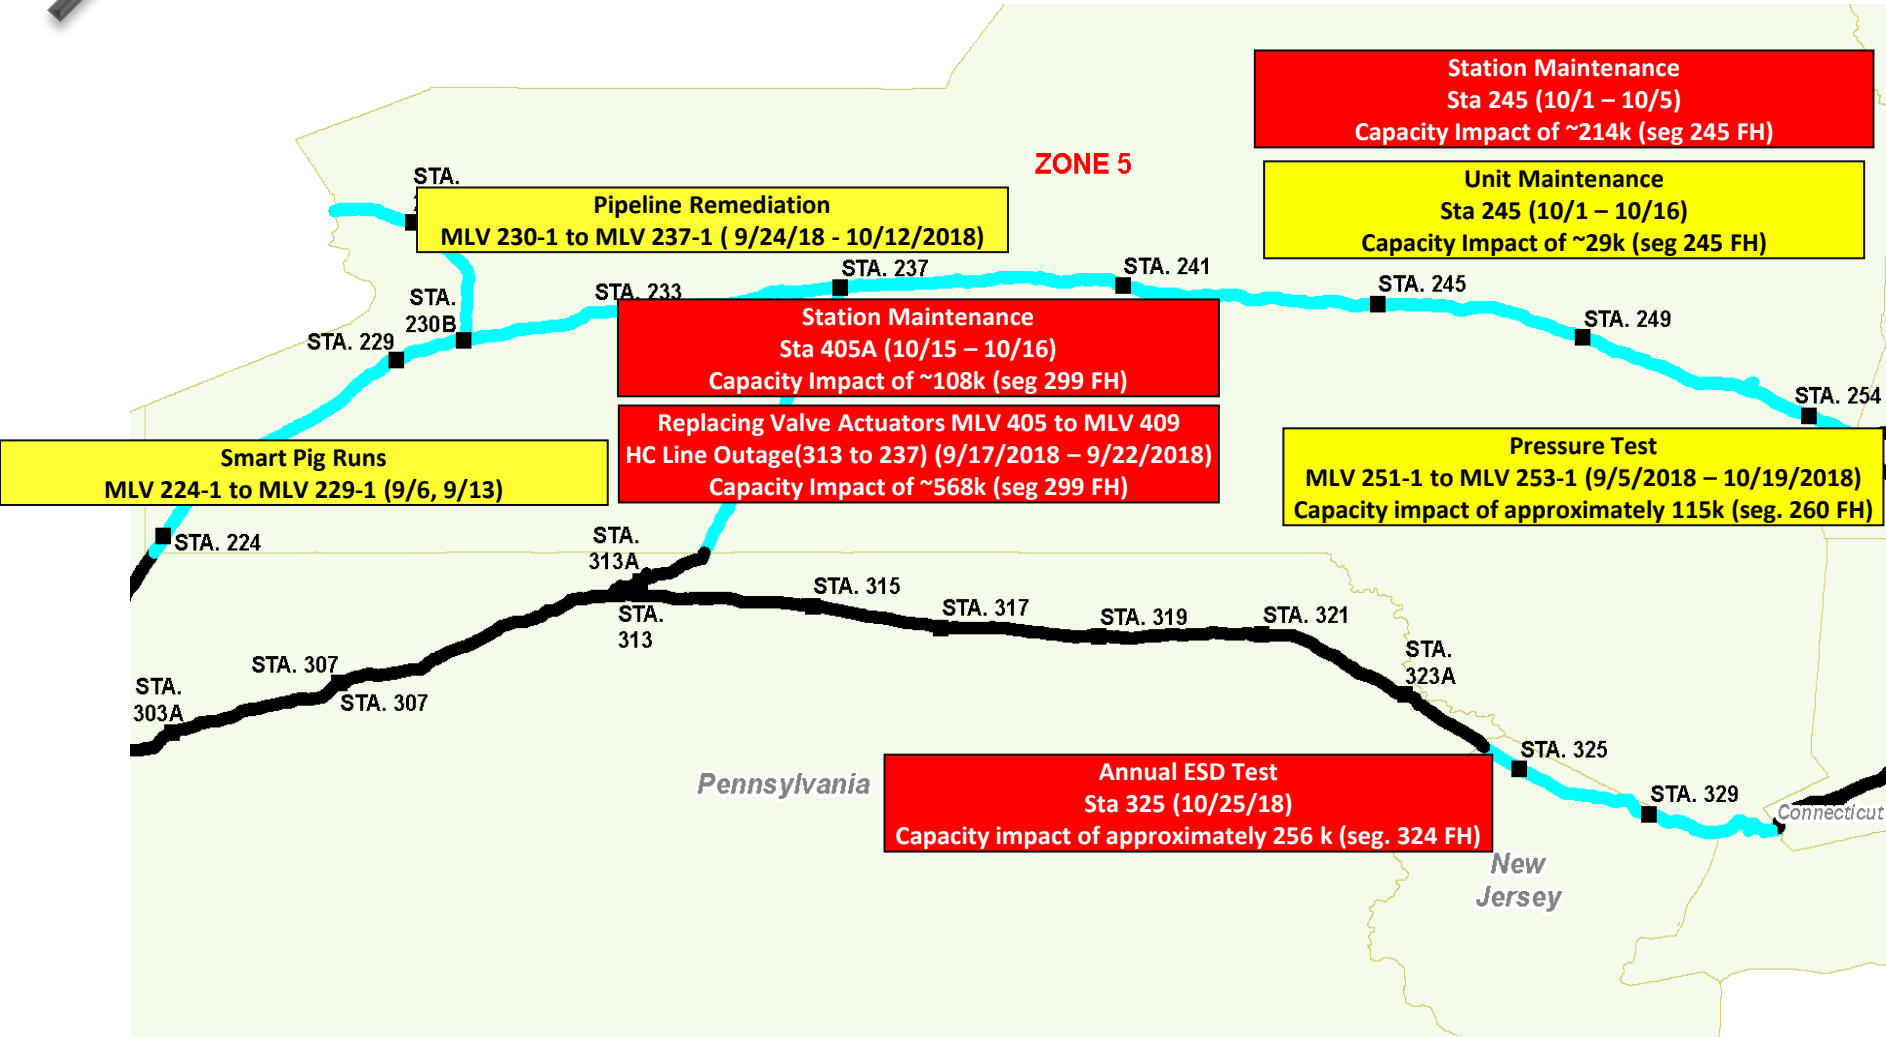 Station Maintenance
Sta 245 (10/1 – 10/5)
Capacity Impact of ~214k (seg 245 FH)
ZONE 5
Unit Maintenance
Sta 245 (10/1 – 10/16)
Capacity Impact of ~29k (seg 245 FH)
STA.
Pipeline Remediation
MLV 230-1 to MLV 237-1 ( 9/24/18 - 10/12/2018)
STA. 237
STA. 241
STA. 245
STA. 233
STA.
230B
STA. 229
STA. 249
Station Maintenance
Sta 405A (10/15 – 10/16)
Capacity Impact of ~108k (seg 299 FH)
STA. 254
Replacing Valve Actuators MLV 405 to MLV 409
HC Line Outage(313 to 237) (9/17/2018 – 9/22/2018)
Capacity Impact of ~568k (seg 299 FH)
Smart Pig Runs
MLV 224-1 to MLV 229-1 (9/6, 9/13)
Pressure Test
MLV 251-1 to MLV 253-1 (9/5/2018 – 10/19/2018)
Capacity impact of approximately 115k (seg. 260 FH)
STA. 224
STA.
313A
STA. 315
STA. 317
STA. 319
STA. 321
STA.
313
STA.
323A
STA. 307
STA. 307
STA.
303A
STA. 325
Pennsylvania
Annual ESD Test
Sta 325 (10/25/18)
Capacity impact of approximately 256 k (seg. 324 FH)
STA. 329
Connecticut
New
Jersey